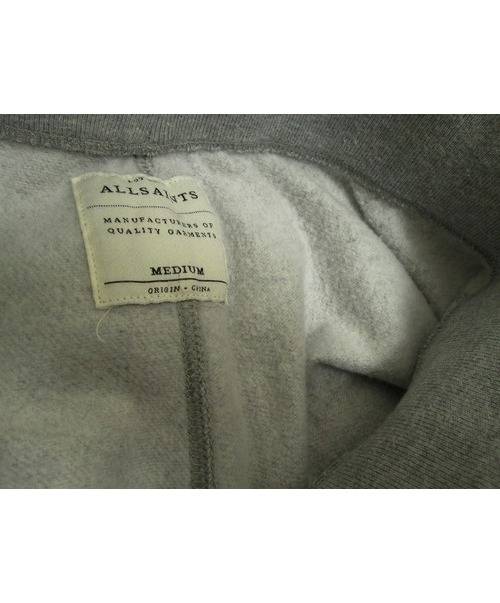 ALLSAINTS
MANUFACTURERS OF
QUALITY GARMENTS
MEDIUM
ORIGIN - CHINA